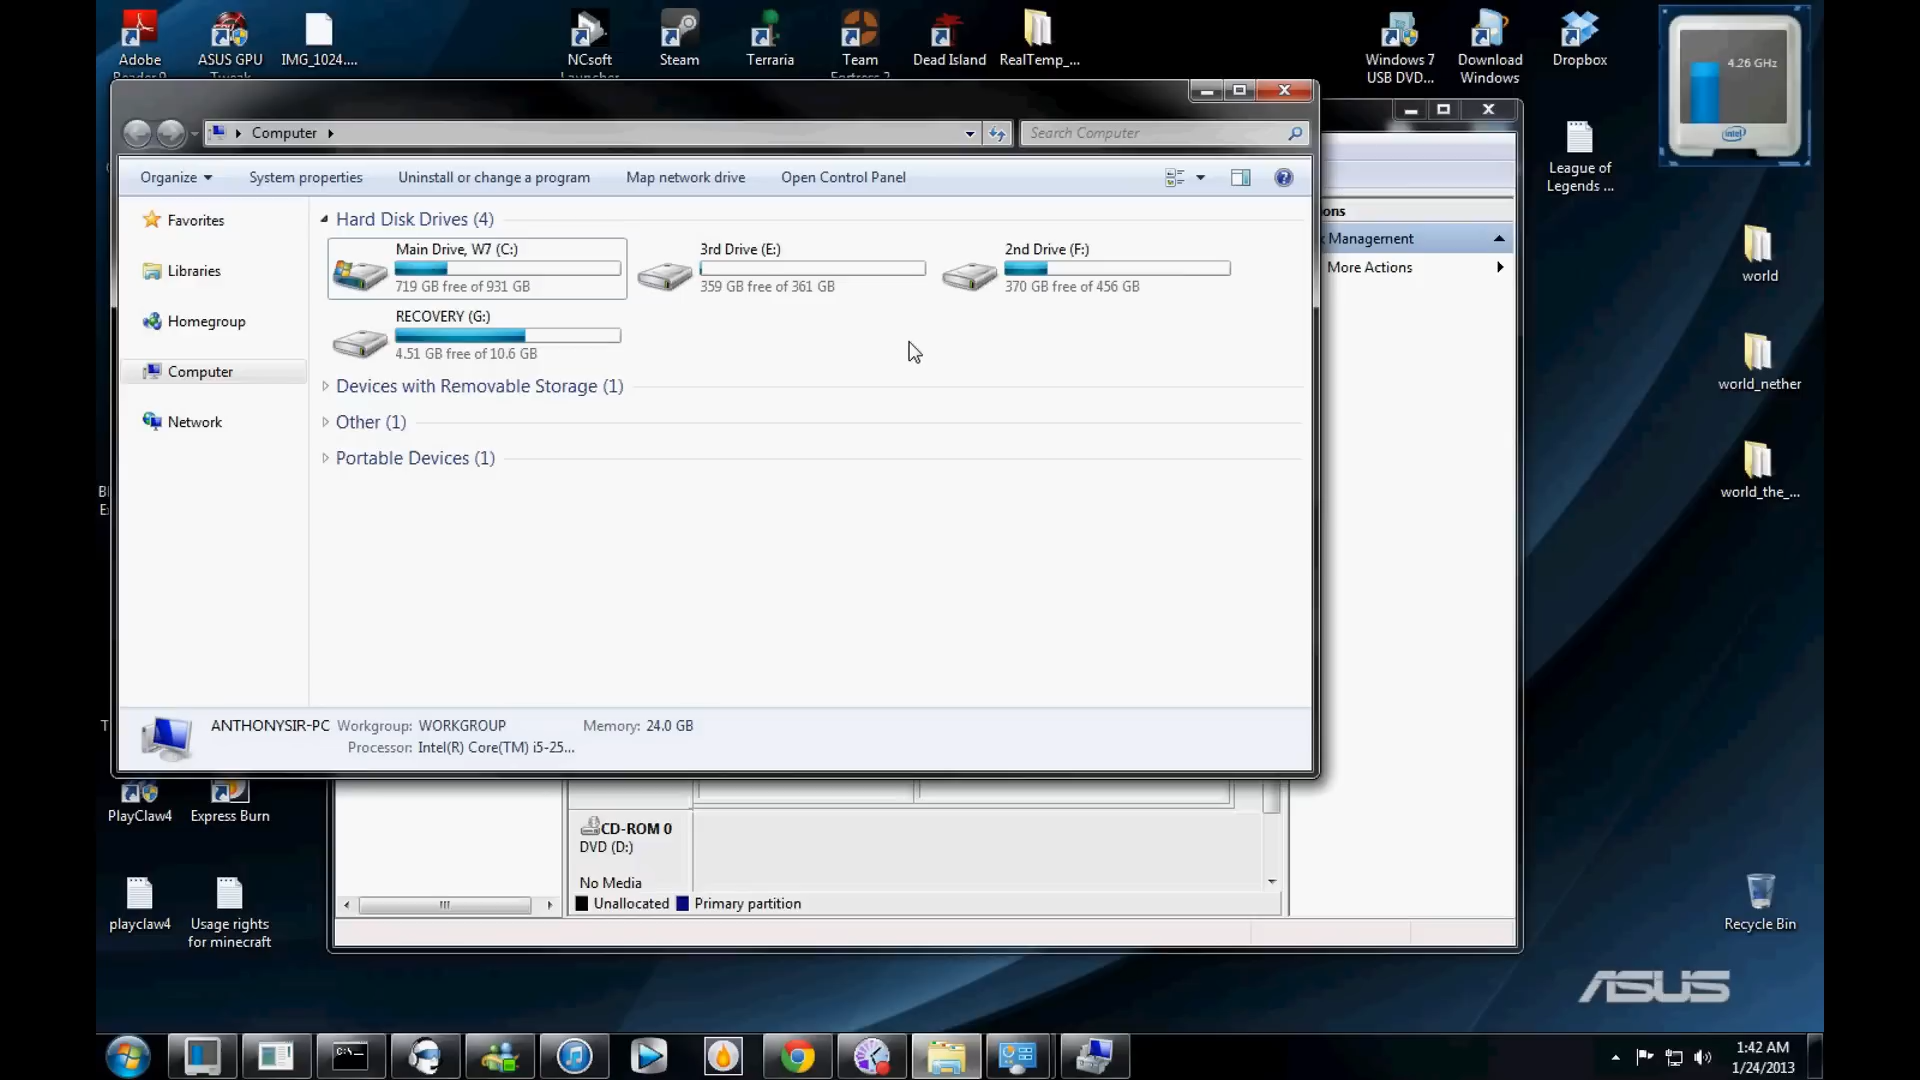 Adobe
ASUS GPU
Tweak
IMG_1024....
NCsoft
Launcher
Steam
Terraria
Team
Fortress 2
Dead Island
RealTemp_...
Windows 7
USB DVD...
Download
Windows
Dropbox
4.26 GHz
intel
Computer
Search Computer
League of
Legends ...
Organize
System properties
Uninstall or change a program
Map network drive
Open Control Panel
Favorites
Libraries
Homegroup
Computer
Network
Hard Disk Drives (4)
Main Drive, W7 (C:)
719 GB free of 931 GB
3rd Drive (E:)
359 GB free of 361 GB
2nd Drive (F:)
370 GB free of 456 GB
RECOVERY (G:)
4.51 GB free of 10.6 GB
Devices with Removable Storage (1)
Other (1)
Portable Devices (1)
ons
k Management
More Actions
world
world_nether
world_the_...
ANTHONYSIR-PC
Workgroup: WORKGROUP
Memory: 24.0 GB
Processor: Intel(R) Core(TM) i5-25...
PlayClaw4
Express Burn
CD-ROM 0
DVD (D:)
No Media
Unallocated
Primary partition
playclaw4
Usage rights
for minecraft
Recycle Bin
ASUS
C:\_
1:42 AM
1/24/2013